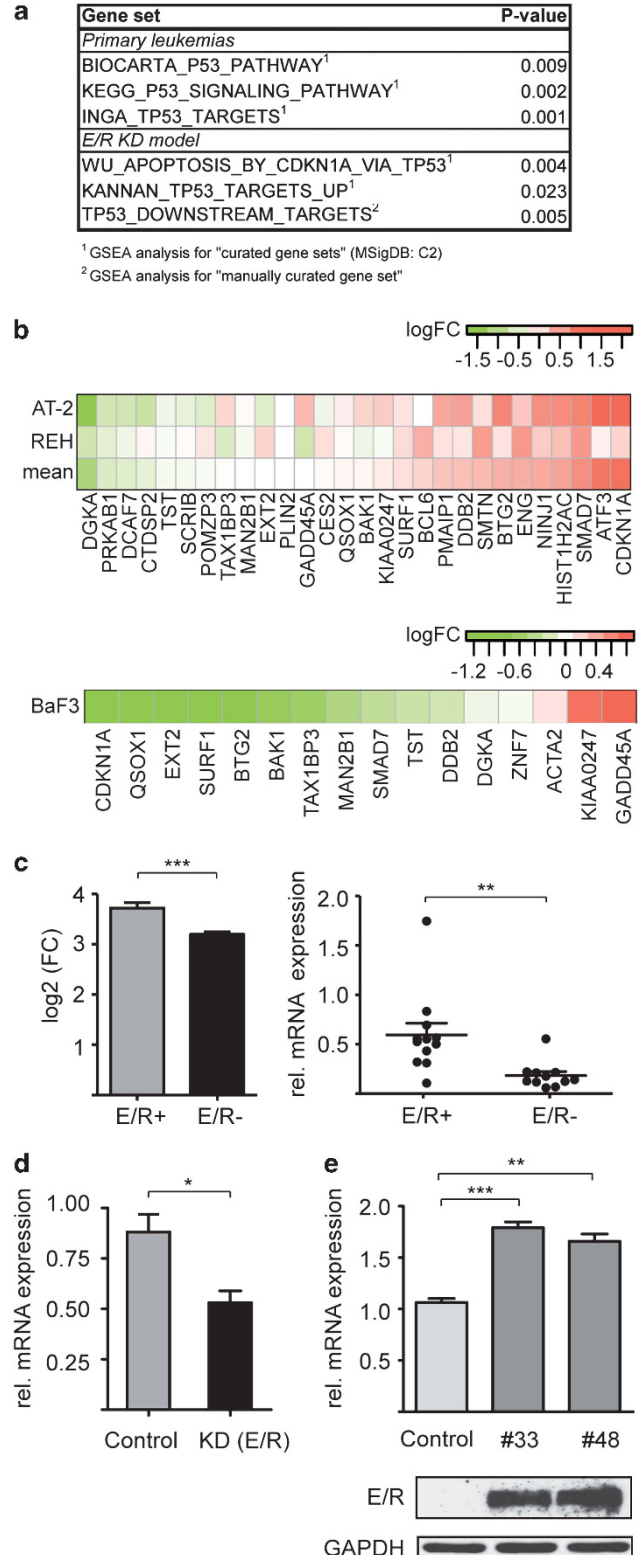 a
Gene set P-value
Primary leukemias
BIOCARTA_P53_PATHWAY1 0.009
KEGG_P53_SIGNALING_PATHWAY1 0.002
INGA_TP53_TARGETS1 0.001
E/R KD model
WU_APOPTOSIS_BY_CDKN1A_VIA_TP531 0.004
KANNAN_TP53_TARGETS_UP1 0.023
TP53_DOWNSTREAM_TARGETS2 0.005
1 GSEA analysis for "curated gene sets" (MSigDB: C2)
2 GSEA analysis for "manually curated gene set"
b
logFC
-1.5 -0.5 0.5 1.5
AT-2
REH
mean
DGKA PRKAB1 DCAF7 CTDSP2 TST SCRIB POMZP3 TAX1BP3 MAN2B1 EXT2 PLIN2 GADD45A CES2 QSOX1 BAK1 KIAA0247 SURF1 BCL6 PMAIP1 DDB2 SMTN BTG2 ENG NINJ1 HIST1H2AC SMAD7 ATF3 CDKN1A
logFC
-1.2 -0.6 0 0.4
BaF3
CDKN1A QSOX1 EXT2 SURF1 BTG2 BAK1 TAX1BP3 MAN2B1 SMAD7 TST DDB2 DGKA ZNF7 ACTA2 KIAA0247 GADD45A
c
log2 (FC)
4
3
2
1
***
E/R+ E/R-
rel. mRNA expression
2.0
1.5
1.0
0.5
**
E/R+ E/R-
d
rel. mRNA expression
1.00
0.75
0.50
0.25
*
Control KD (E/R)
e
rel. mRNA expression
2.0
1.5
1.0
0.5
**
***
Control #33 #48
E/R
GAPDH